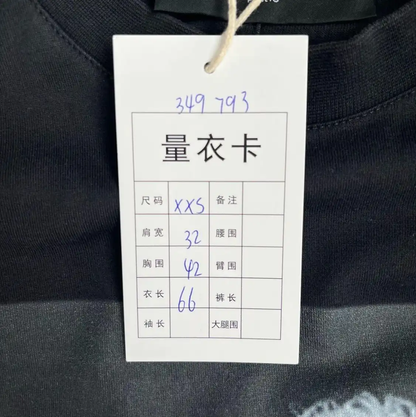 349 793
量衣卡
尺码 XXS 备注
肩宽 32 腰围
胸围 42 臂围
衣长 66 裤长
袖长 大腿围